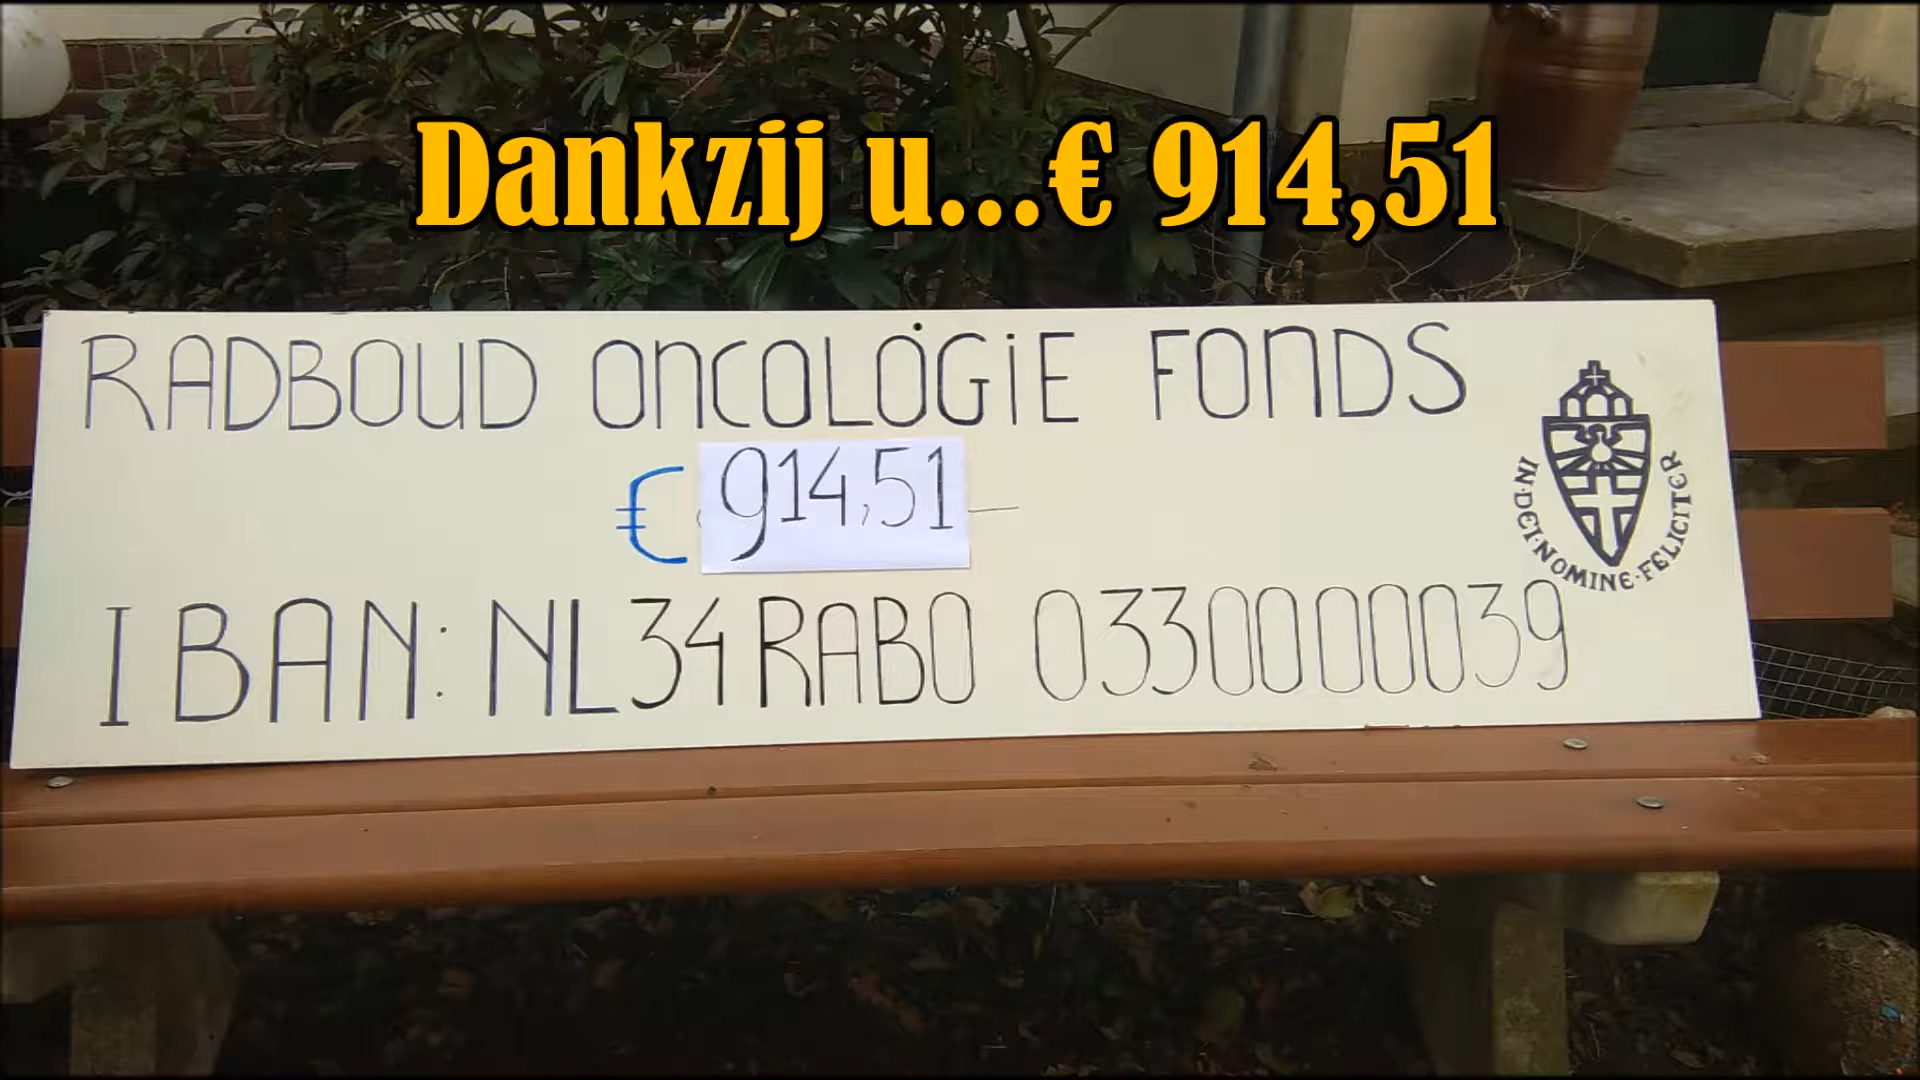 Dankzij u...€ 914,51
RADBOUD ONCOLOGIE FONDS
€ 914,51
IN·DEI·NOMINE·FELICITER
IBAN: NL34RABO 0330000039